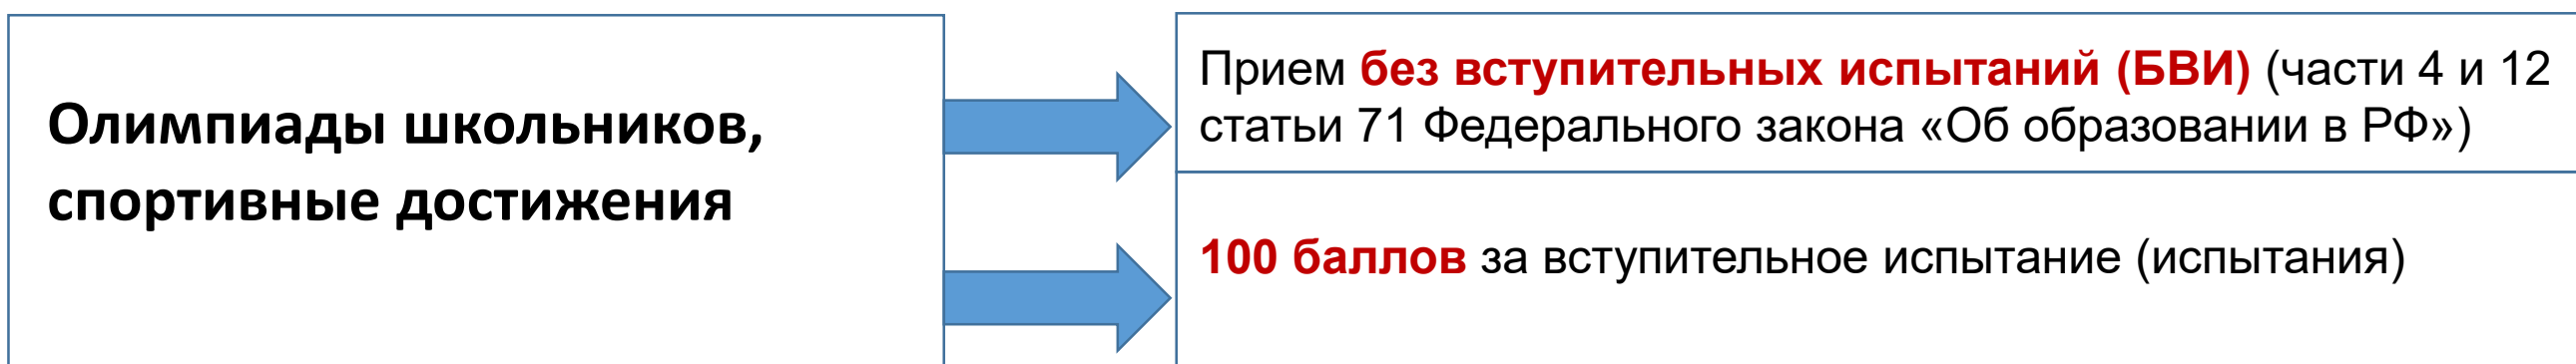 Олимпиады школьников,
спортивные достижения
Прием без вступительных испытаний (БВИ) (части 4 и 12
статьи 71 Федерального закона «Об образовании в РФ»)
100 баллов за вступительное испытание (испытания)